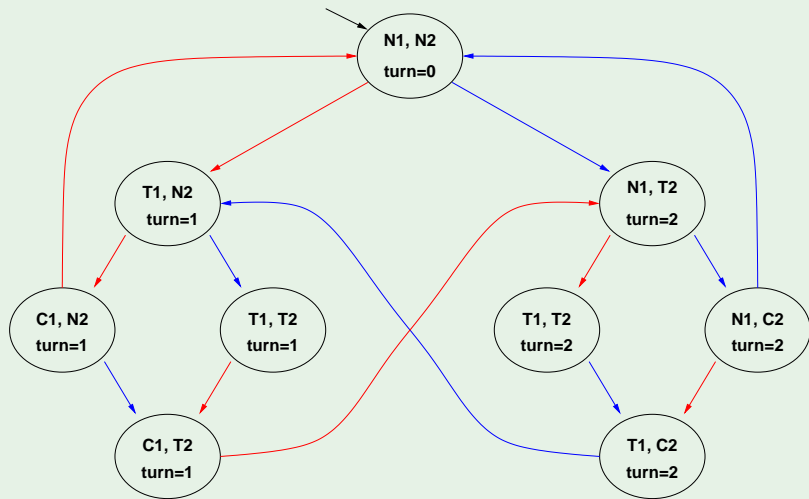 N1, N2
turn=0
T1, N2
turn=1
N1, T2
turn=2
C1, N2
turn=1
T1, T2
turn=1
T1, T2
turn=2
N1, C2
turn=2
C1, T2
turn=1
T1, C2
turn=2